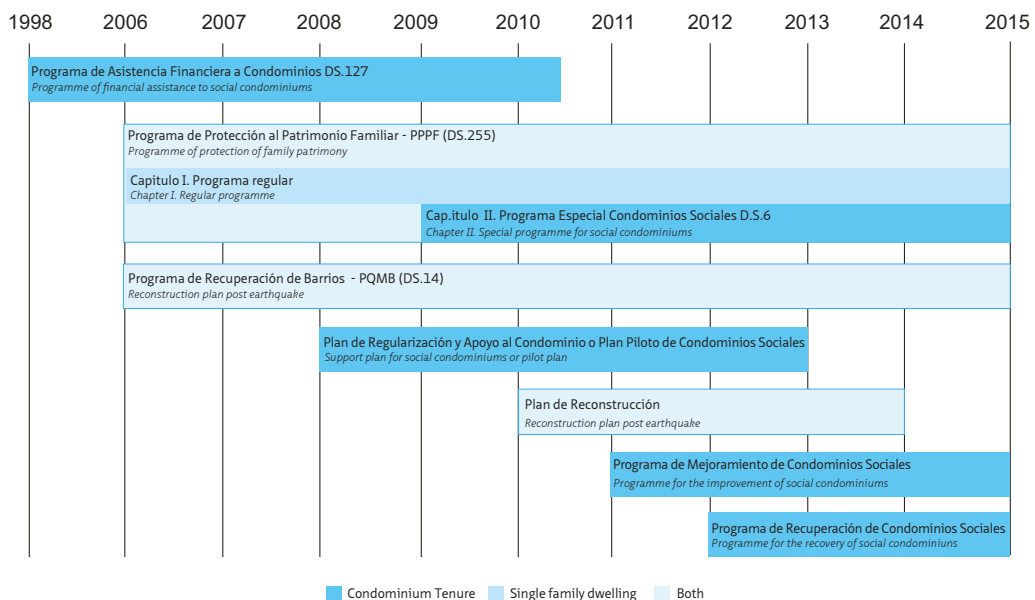 1998 2006 2007 2008 2009 2010 2011 2012 2013 2014 2015
Programa de Asistencia Financiera a Condominios DS.127
Programme of financial assistance to social condominiums
Programa de Protección al Patrimonio Familiar - PPPF (DS.255)
Programme of protection of family patrimony
Capitulo I. Programa regular
Chapter I. Regular programme
Cap.itulo II. Programa Especial Condominios Sociales D.S.6
Chapter II. Special programme for social condominiums
Programa de Recuperación de Barrios - PQMB (DS.14)
Reconstruction plan post earthquake
Plan de Regularización y Apoyo al Condominio o Plan Piloto de Condominios Sociales
Support plan for social condominiums or pilot plan
Plan de Reconstrucción
Reconstruction plan post earthquake
Programa de Mejoramiento de Condominios Sociales
Programme for the improvement of social condominiums
Programa de Recuperación de Condominios Sociales
Programme for the recovery of social condominiuns
Condominium Tenure Single family dwelling Both